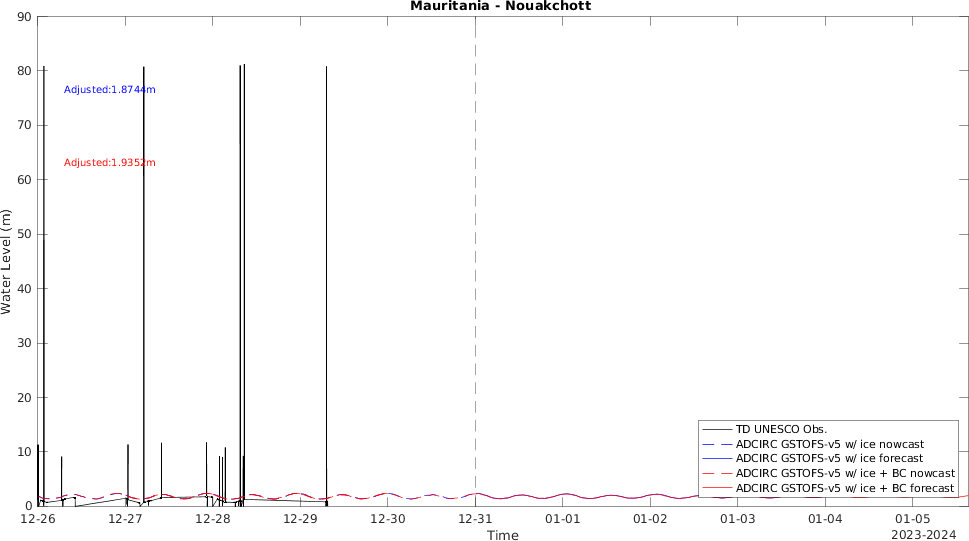 Mauritania - Nouakchott
90
80
70
60
50
40
30
20
10
0
Water Level (m)
Adjusted:1.8744m
Adjusted:1.9352m
TD UNESCO Obs.
ADCIRC GSTOFS-v5 w/ ice nowcast
ADCIRC GSTOFS-v5 w/ ice forecast
ADCIRC GSTOFS-v5 w/ ice + BC nowcast
ADCIRC GSTOFS-v5 w/ ice + BC forecast
12-26 12-27 12-28 12-29 12-30 12-31 01-01 01-02 01-03 01-04 01-05
Time
2023-2024